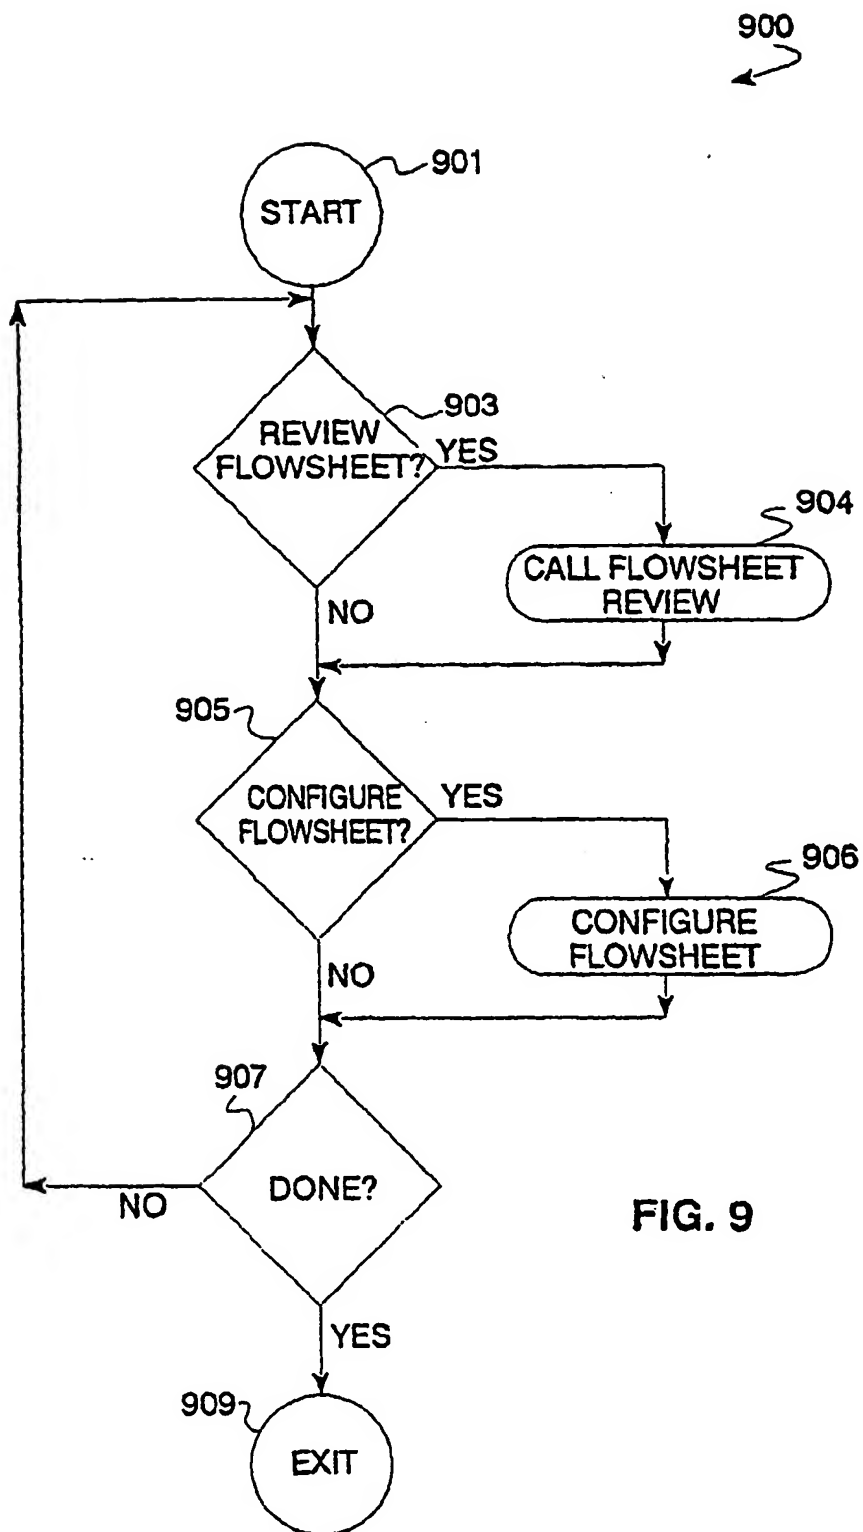 900
901
START
903
REVIEW
FLOWSHEET?
YES
904
CALL FLOWSHEET
REVIEW
NO
905
CONFIGURE
FLOWSHEET?
YES
906
CONFIGURE
FLOWSHEET
NO
907
DONE?
NO
FIG. 9
YES
909
EXIT